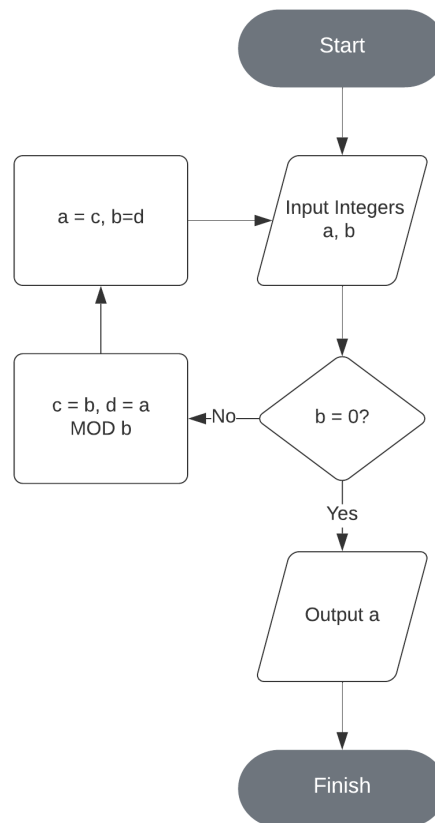 Start
Input Integers
a, b
a = c, b=d
c = b, d = a
MOD b
No
b = 0?
Yes
Output a
Finish